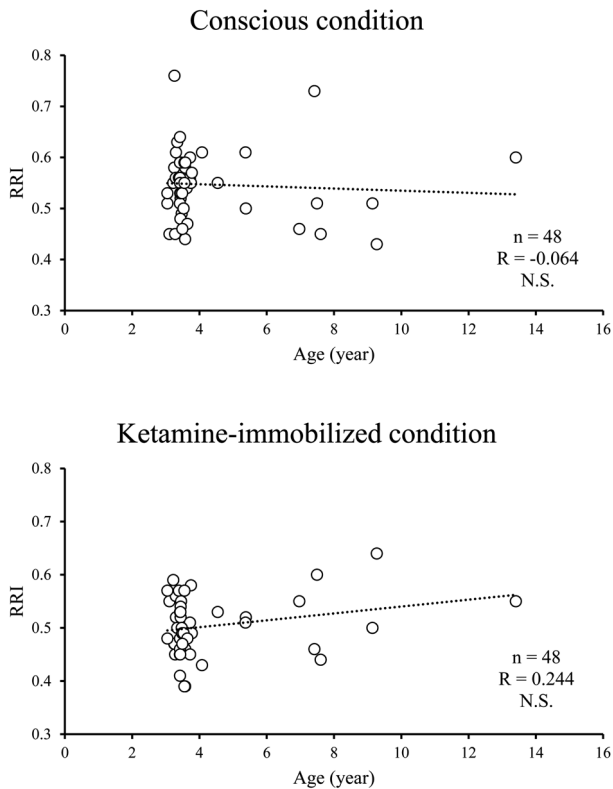 Conscious condition
0.8
0.7
0.6
0.5
0.4
0.3
RRI
n = 48
R = -0.064
N.S.
0 2 4 6 8 10 12 14 16
Age (year)
Ketamine-immobilized condition
0.8
0.7
0.6
0.5
0.4
0.3
RRI
n = 48
R = 0.244
N.S.
0 2 4 6 8 10 12 14 16
Age (year)